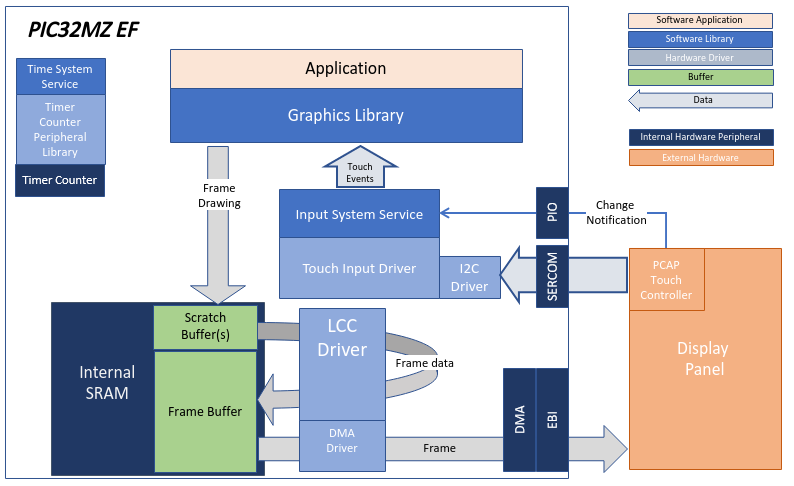 PIC32MZ EF
Time System
Service
Timer
Counter
Peripheral
Library
Timer Counter
Application
Graphics Library
Touch
Events
Frame
Drawing
Input System Service
Touch Input Driver
I2C
Driver
PIO
SERCOM
Change
Notification
PCAP
Touch
Controller
Display
Panel
Internal
SRAM
Scratch
Buffer(s)
Frame Buffer
LCC
Driver
Frame data
DMA
Driver
Frame
DMA
EBI
Software Application
Software Library
Hardware Driver
Buffer
Data
Internal Hardware Peripheral
External Hardware